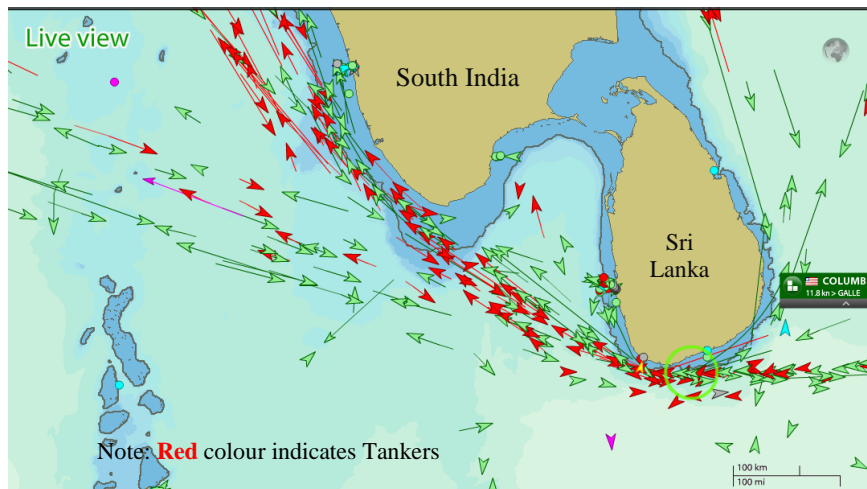 Live view
South India
Sri
Lanka
COLUMB
11.8 kn > GALLE
Note: Red colour indicates Tankers
100 km
100 mi